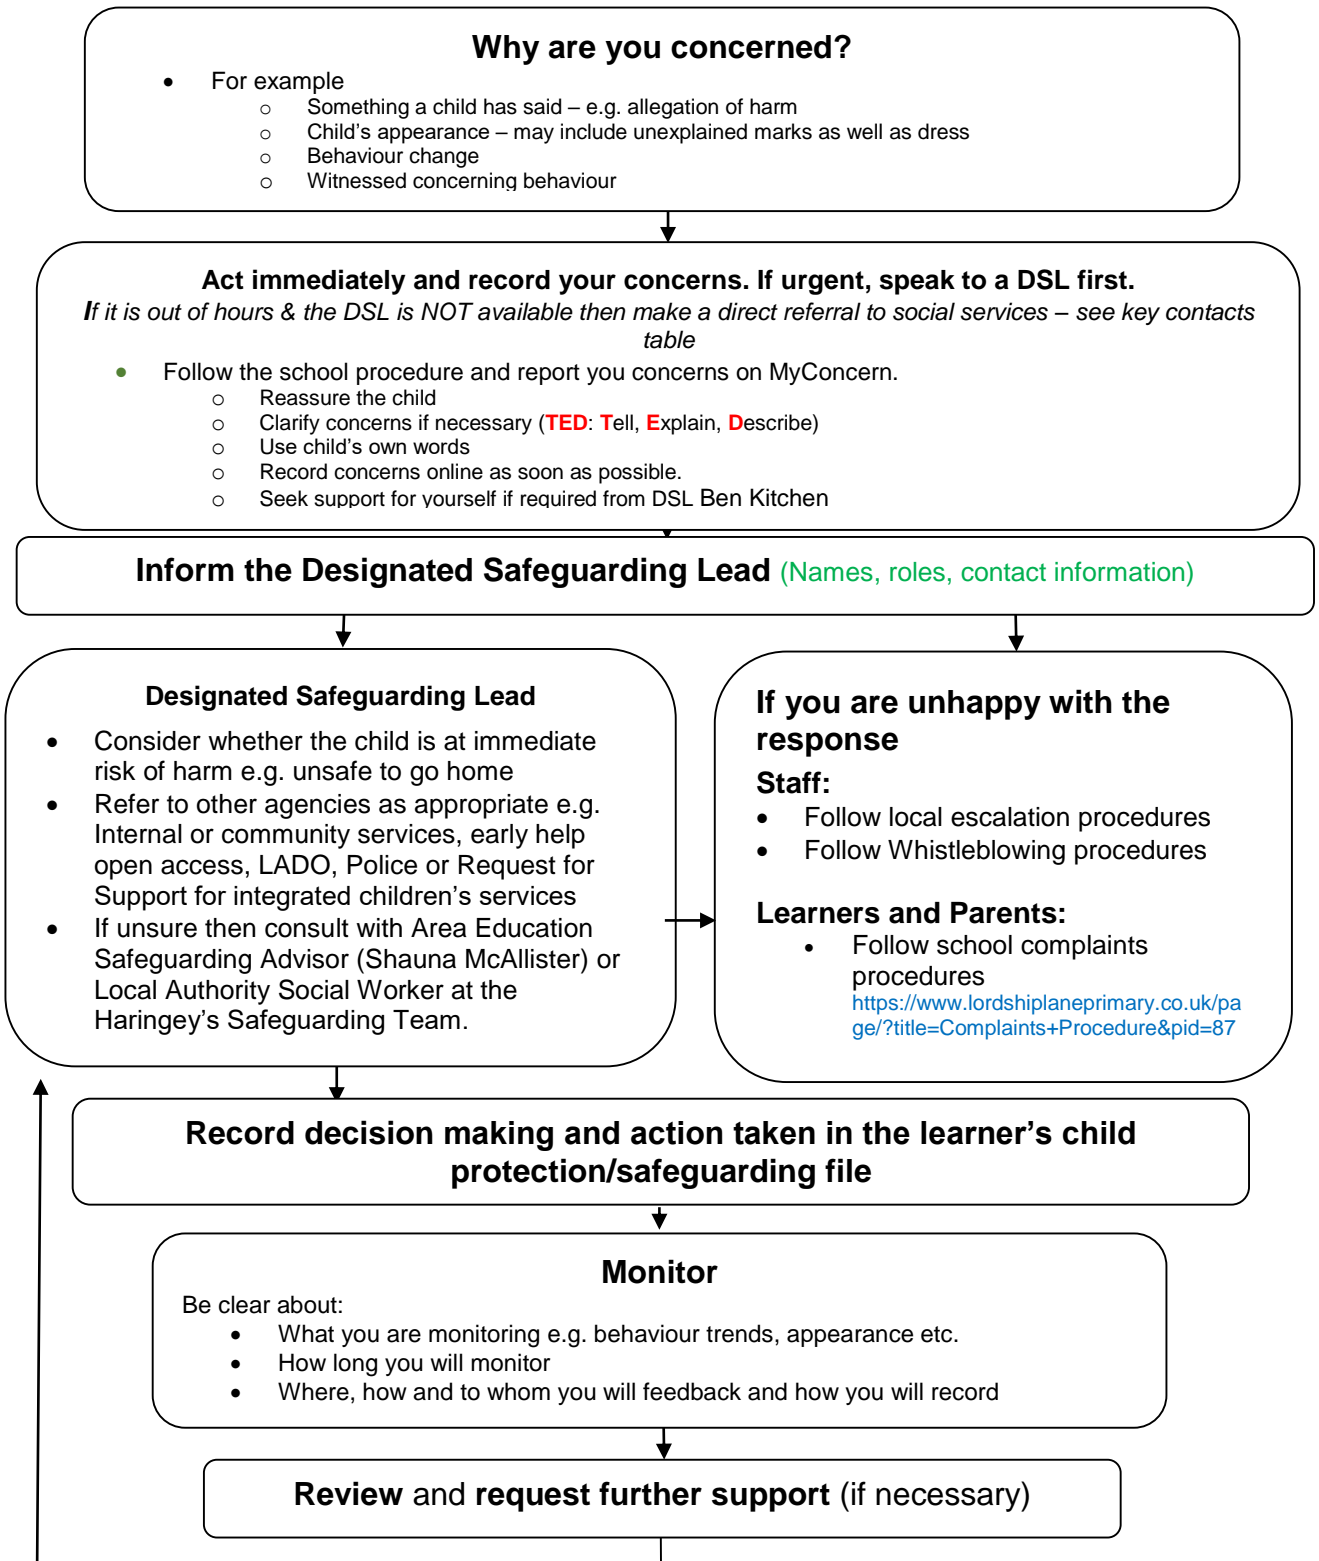 Why are you concerned?
• For example
o Something a child has said – e.g. allegation of harm
o Child's appearance – may include unexplained marks as well as dress
o Behaviour change
o Witnessed concerning behaviour
Act immediately and record your concerns. If urgent, speak to a DSL first.
If it is out of hours & the DSL is NOT available then make a direct referral to social services – see key contacts
table
• Follow the school procedure and report you concerns on MyConcern.
o Reassure the child
o Clarify concerns if necessary (TED: Tell, Explain, Describe)
o Use child's own words
o Record concerns online as soon as possible.
o Seek support for yourself if required from DSL Ben Kitchen
Inform the Designated Safeguarding Lead (Names, roles, contact information)
Designated Safeguarding Lead
• Consider whether the child is at immediate
risk of harm e.g. unsafe to go home
• Refer to other agencies as appropriate e.g.
Internal or community services, early help
open access, LADO, Police or Request for
Support for integrated children's services
• If unsure then consult with Area Education
Safeguarding Advisor (Shauna McAllister) or
Local Authority Social Worker at the
Haringey's Safeguarding Team.
If you are unhappy with the
response
Staff:
• Follow local escalation procedures
• Follow Whistleblowing procedures
Learners and Parents:
• Follow school complaints
procedures
https://www.lordshiplaneprimary.co.uk/pa
ge/?title=Complaints+Procedure&pid=87
Record decision making and action taken in the learner's child
protection/safeguarding file
Monitor
Be clear about:
• What you are monitoring e.g. behaviour trends, appearance etc.
• How long you will monitor
• Where, how and to whom you will feedback and how you will record
Review and request further support (if necessary)